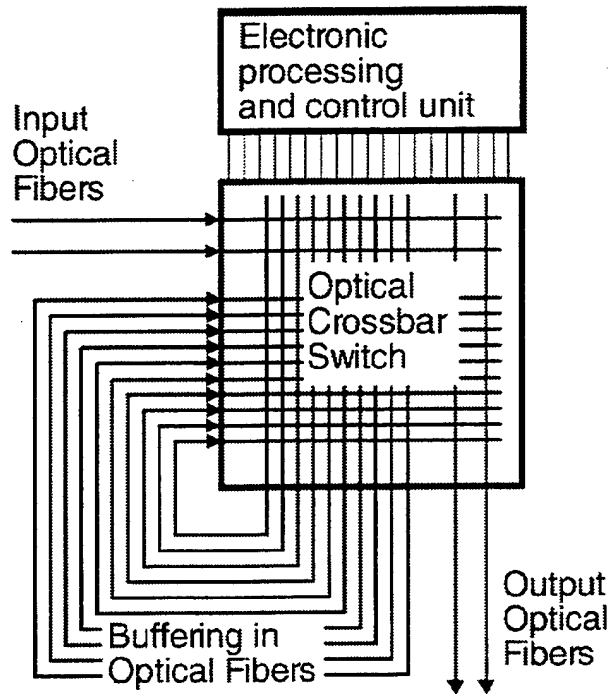 Electronic
processing
and control unit
Input
Optical
Fibers
Optical
Crossbar
Switch
Buffering in
Optical Fibers
Output
Optical
Fibers